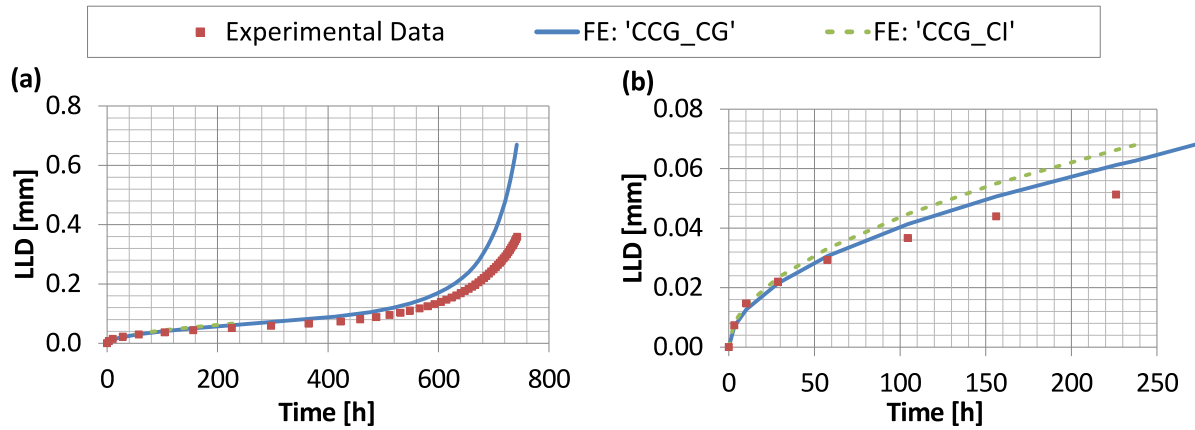 Experimental Data FE: 'CCG_CG' FE: 'CCG_CI'
(a)
LLD [mm]
0.8
0.6
0.4
0.2
0.0
0 200 400 600 800
Time [h]
(b)
LLD [mm]
0.08
0.06
0.04
0.02
0.00
0 50 100 150 200 250
Time [h]